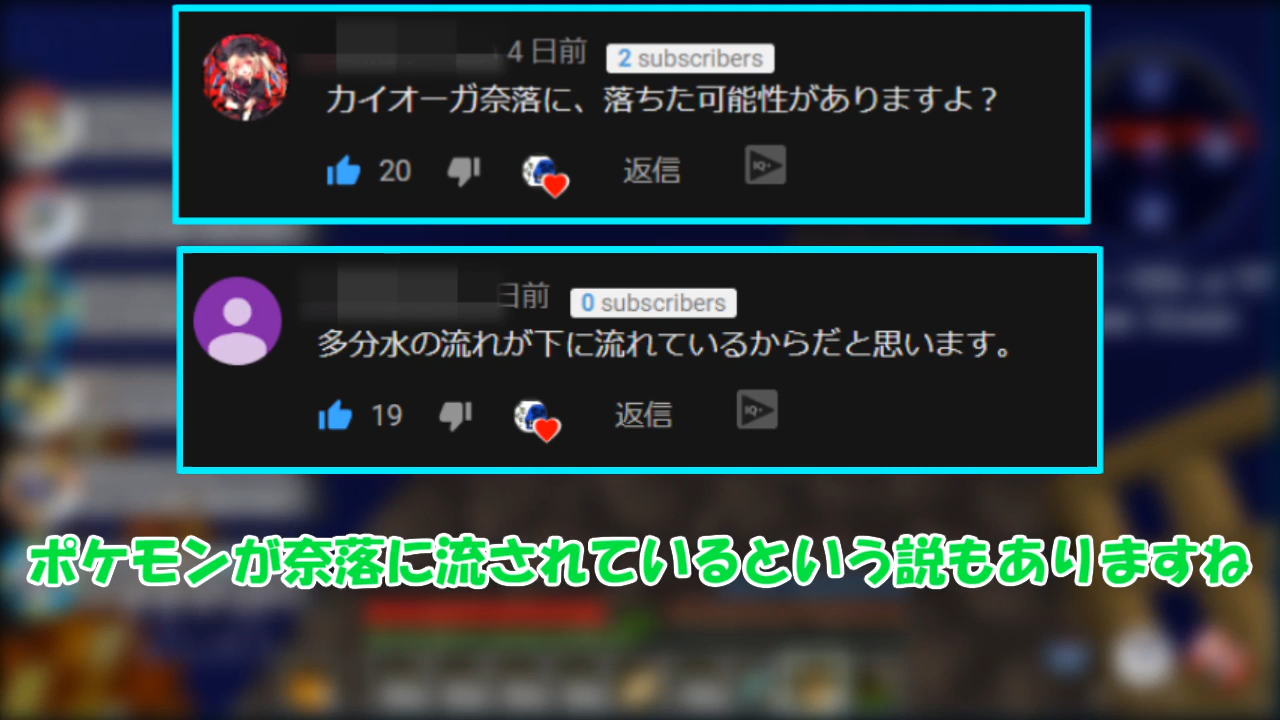 4 日前 2 subscribers
カイオーガ奈落に、落ちた可能性がありますよ？
20 返信 IQ+
日前 0 subscribers
多分水の流れが下に流れているからだと思います。
19 返信 IQ+
ポケモンが奈落に流されているという説もありますね